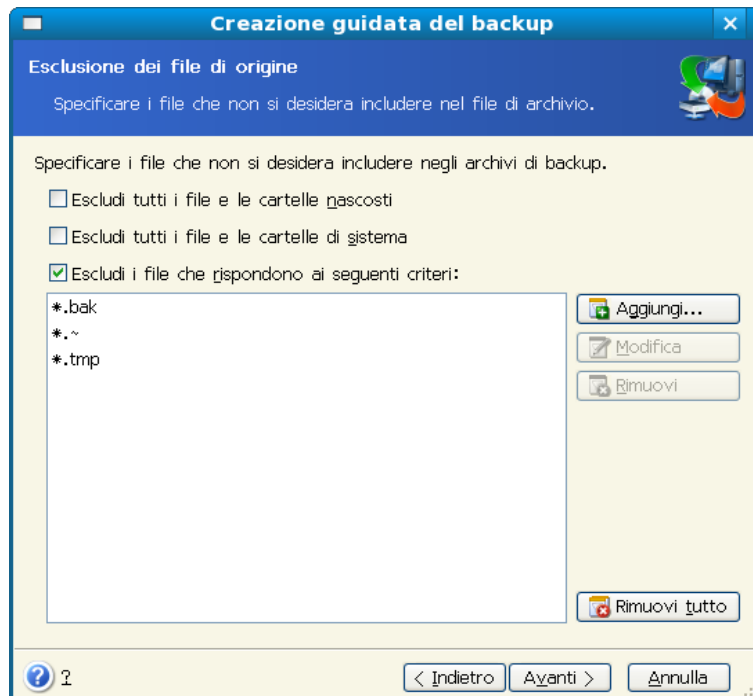 Creazione guidata del backup
Esclusione dei file di origine
Specificare i file che non si desidera includere nel file di archivio.
Specificare i file che non si desidera includere negli archivi di backup.
Escludi tutti i file e le cartelle nascosti
Escludi tutti i file e le cartelle di sistema
Escludi i file che rispondono ai seguenti criteri:
*.bak
*.~
*.tmp
Aggiungi...
Modifica
Rimuovi
Rimuovi tutto
? ?
< Indietro Avanti > Annulla